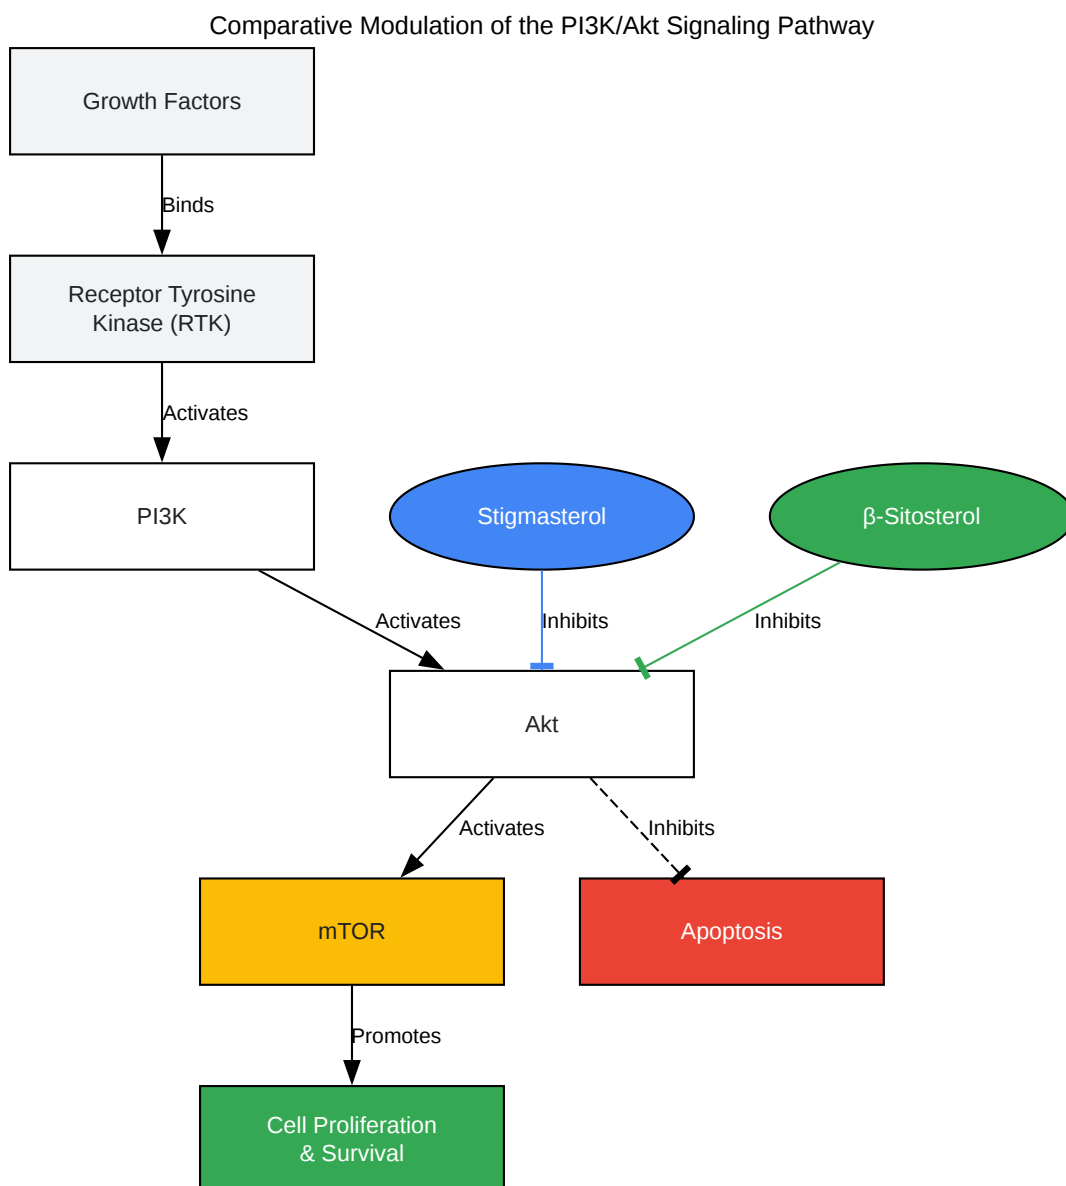 Comparative Modulation of the PI3K/Akt Signaling Pathway
Growth Factors
Binds
Receptor Tyrosine
Kinase (RTK)
Activates
PI3K
Stigmasterol
β-Sitosterol
Activates
Inhibits
Inhibits
Akt
Activates
Inhibits
mTOR
Apoptosis
Promotes
Cell Proliferation
& Survival